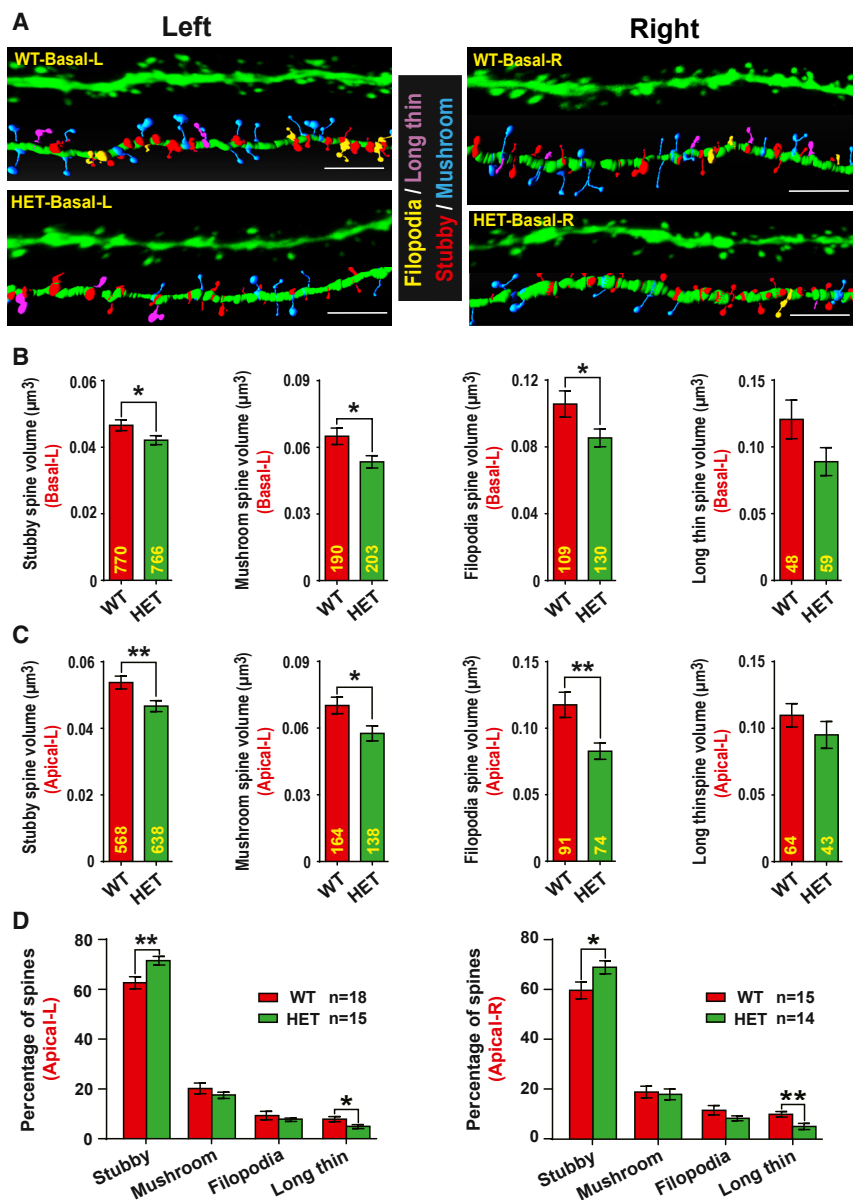 A
Left
Right
WT-Basal-L
WT-Basal-R
HET-Basal-L
HET-Basal-R
Filopodia / Long thin
Stubby / Mushroom
B
Stubby spine volume (µm³)
(Basal-L)
0.06
0.04
0.02
0
770
766
WT
HET
*
Mushroom spine volume (µm³)
(Basal-L)
0.09
0.06
0.03
0
190
203
WT
HET
*
Filopodia spine volume (µm³)
(Basal-L)
0.12
0.08
0.04
0
109
130
WT
HET
*
Long thin spine volume (µm³)
(Basal-L)
0.15
0.10
0.05
0
48
59
WT
HET
C
Stubby spine volume (µm³)
(Apical-L)
0.06
0.04
0.02
0
568
638
WT
HET
**
Mushroom spine volume (µm³)
(Apical-L)
0.09
0.06
0.03
0
164
138
WT
HET
*
Filopodia spine volume (µm³)
(Apical-L)
0.15
0.10
0.05
0.00
91
74
WT
HET
**
Long thinspine volume (µm³)
(Apical-L)
0.15
0.10
0.05
0
64
43
WT
HET
D
Percentage of spines
(Apical-L)
80
60
40
20
0
**
*
WT n=18
HET n=15
Stubby
Mushroom
Filopodia
Long thin
Percentage of spines
(Apical-R)
80
60
40
20
0
*
**
WT n=15
HET n=14
Stubby
Mushroom
Filopodia
Long thin